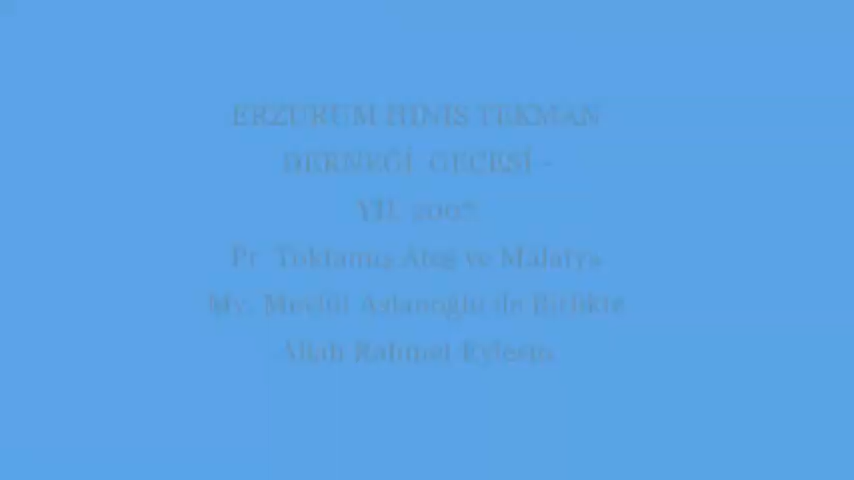 ERZURUM HINIS TEKMAN
DERNEĞİ GECESİ -
YIL
Pr. Toktamış Ateş ve Malatya
Mv. Mevlüt Aslanoğlu ile Birlikte
Allah Rahmet Eylesin